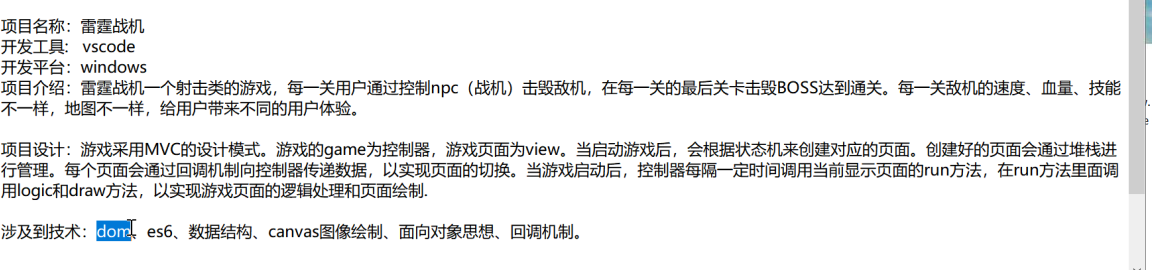 项目名称：雷霆战机
开发工具： vscode
开发平台：windows
项目介绍：雷霆战机一个射击类的游戏，每一关用户通过控制npc（战机）击毁敌机，在每一关的最后关卡击毁BOSS达到通关。每一关敌机的速度、血量、技能
不一样，地图不一样，给用户带来不同的用户体验。
项目设计：游戏采用MVC的设计模式。游戏的game为控制器，游戏页面为view。当启动游戏后，会根据状态机来创建对应的页面。创建好的页面会通过堆栈进
行管理。每个页面会通过回调机制向控制器传递数据，以实现页面的切换。当游戏启动后，控制器每隔一定时间调用当前显示页面的run方法，在run方法里面调
用logic和draw方法，以实现游戏页面的逻辑处理和页面绘制.
涉及到技术：dom、es6、数据结构、canvas图像绘制、面向对象思想、回调机制。